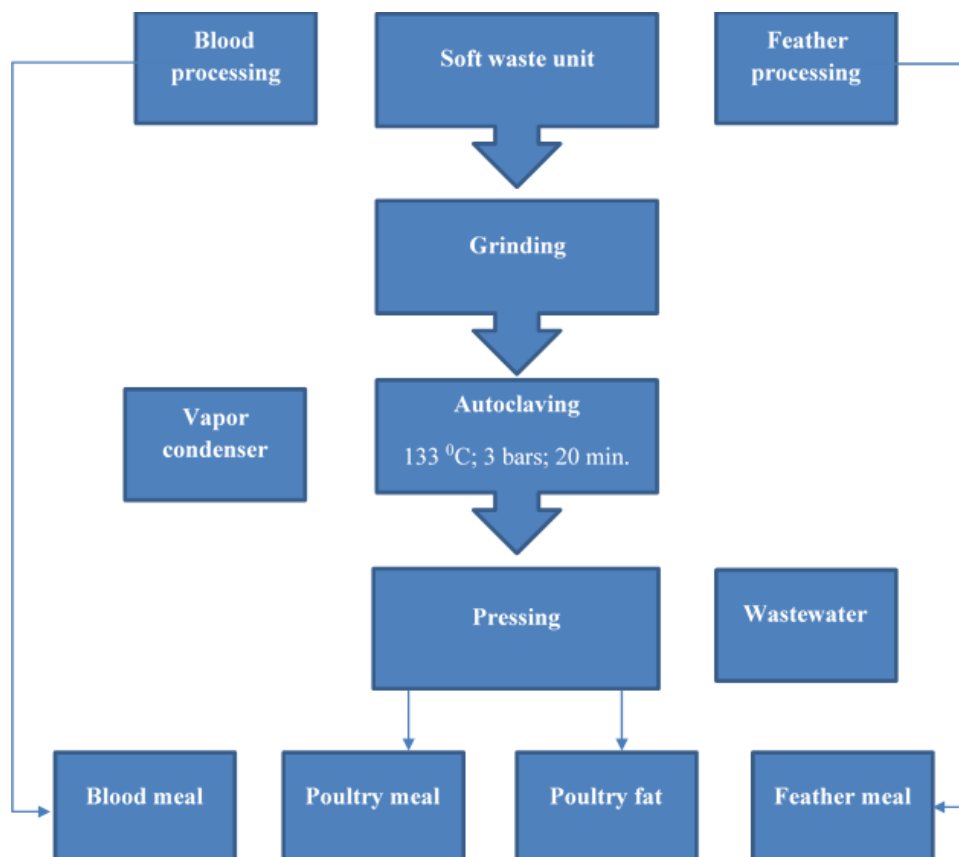 Blood
processing
Soft waste unit
Feather
processing
Grinding
Vapor
condenser
Autoclaving
133 ⁰C; 3 bars; 20 min.
Pressing
Wastewater
Blood meal
Poultry meal
Poultry fat
Feather meal